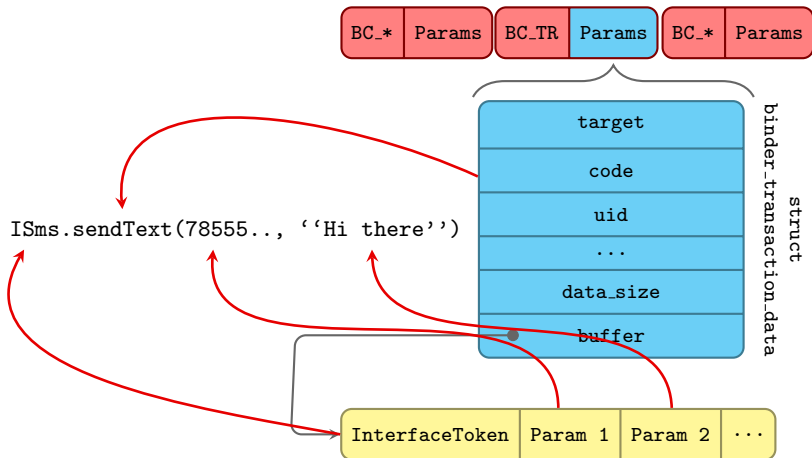 BC_* Params BC_TR Params BC_* Params
target
code
uid
...
data_size
buffer
struct
binder_transaction_data
ISms.sendText(78555.., ‘‘Hi there’’)
InterfaceToken Param 1 Param 2 ...